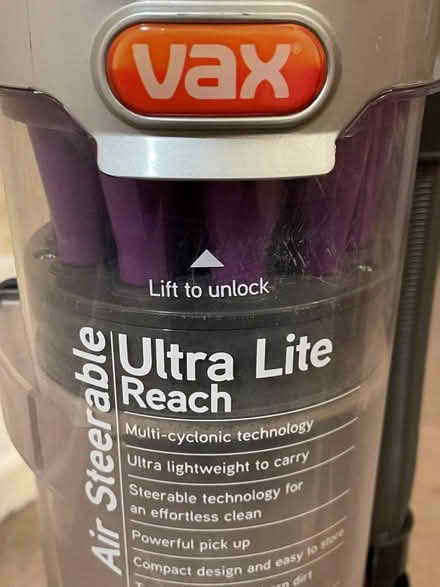 vax
Lift to unlock
Air Steerable
Ultra Lite
Reach
Multi-cyclonic technology
Ultra lightweight to carry
Steerable technology for
an effortless clean
Powerful pick up
Compact design and easy to store
dirt